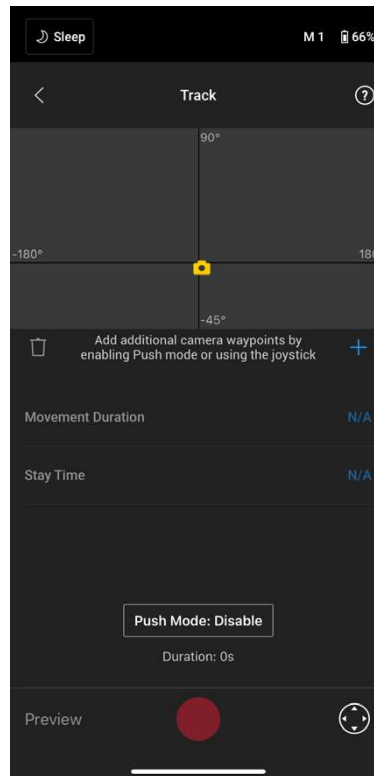 Sleep
M 1
66%
Track
90°
-180°
180
-45°
Add additional camera waypoints by
enabling Push mode or using the joystick
Movement Duration
N/A
Stay Time
N/A
Push Mode: Disable
Duration: 0s
Preview